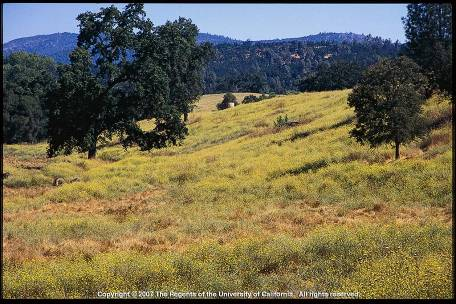 Copyright © 2007 The Regents of the University of California. All rights reserved.